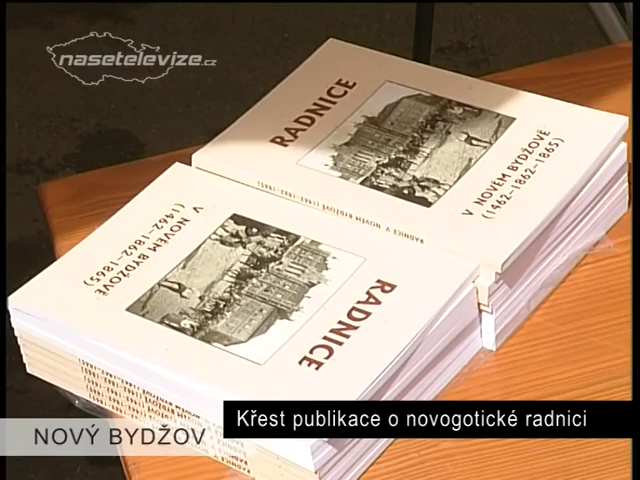 nasetelevize.cz
RADNICE
V NOVÉM BYDŽOVĚ
(1462–1862–1865)
RADNICE V NOVÉM BYDŽOVĚ (1462–1862–1865)
V NOVÉM BYDŽOVĚ
(1462–1862–1865)
RADNICE
Křest publikace o novogotické radnici
NOVÝ BYDŽOV